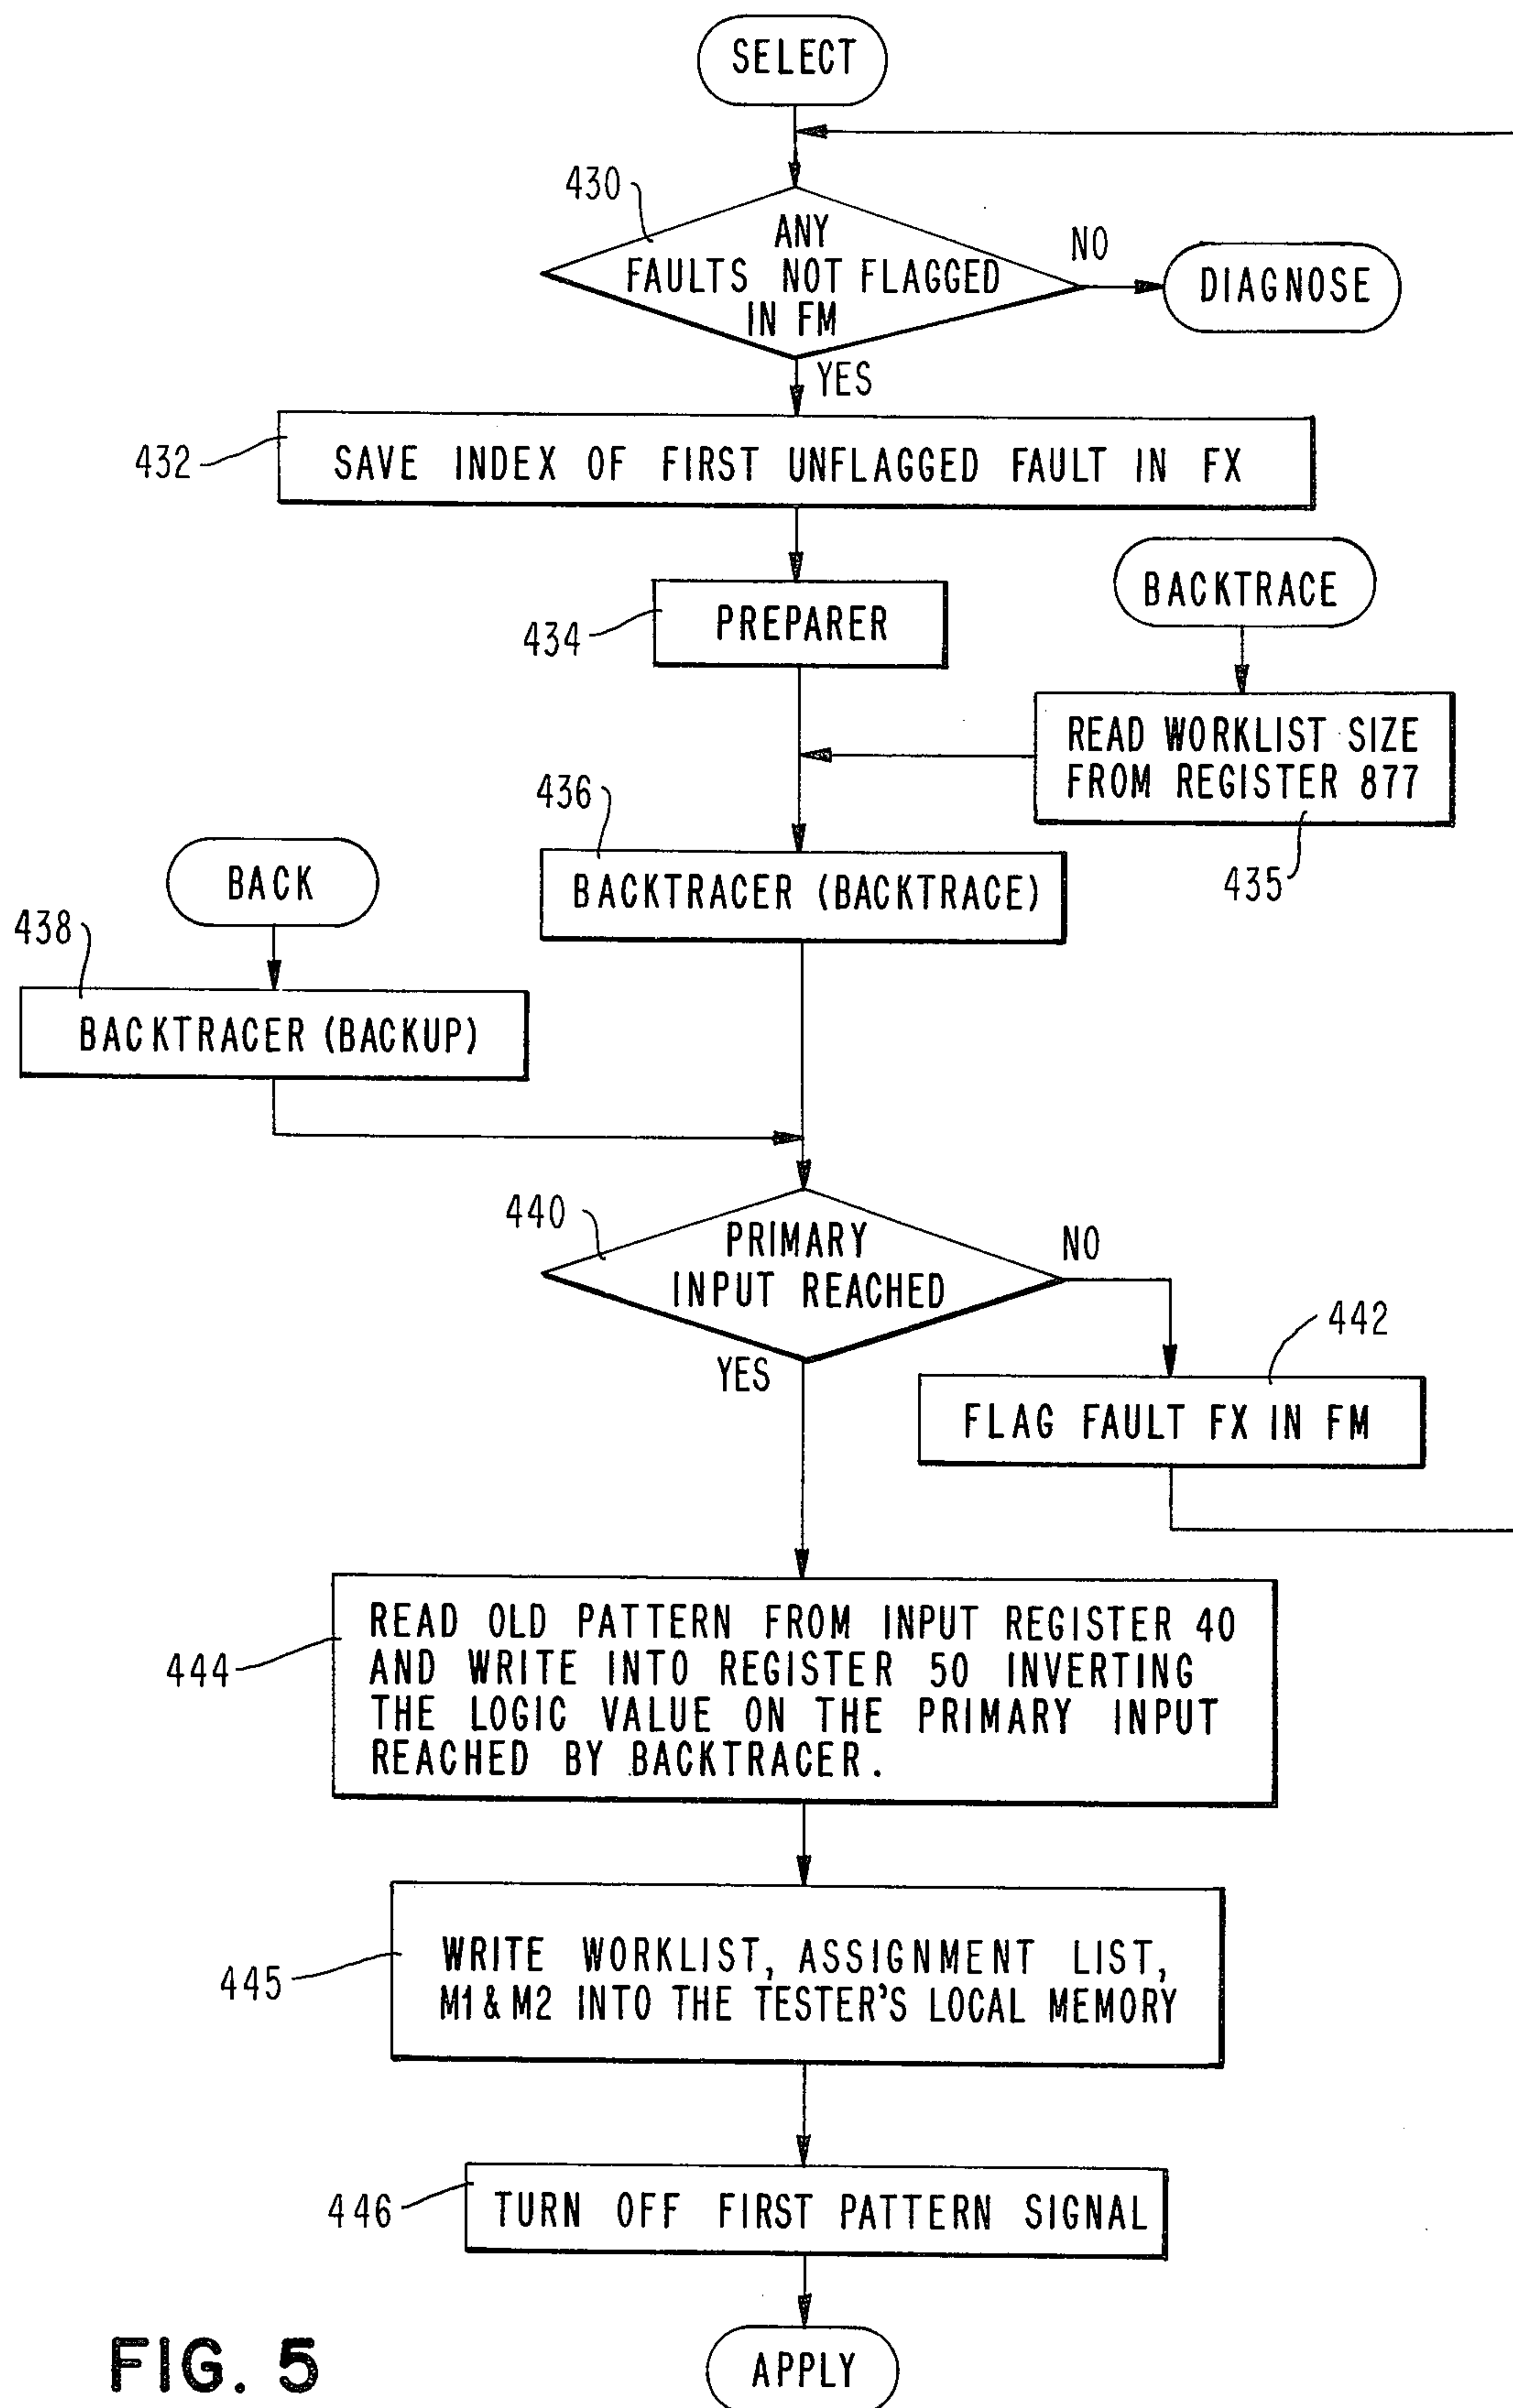 SELECT
430
ANY
FAULTS NOT FLAGGED
IN FM
NO
DIAGNOSE
YES
432
SAVE INDEX OF FIRST UNFLAGGED FAULT IN FX
434
PREPARER
BACKTRACE
READ WORKLIST SIZE
FROM REGISTER 877
435
436
BACKTRACER (BACKTRACE)
BACK
438
BACKTRACER (BACKUP)
440
PRIMARY
INPUT REACHED
NO
YES
442
FLAG FAULT FX IN FM
444
READ OLD PATTERN FROM INPUT REGISTER 40
AND WRITE INTO REGISTER 50 INVERTING
THE LOGIC VALUE ON THE PRIMARY INPUT
REACHED BY BACKTRACER.
445
WRITE WORKLIST, ASSIGNMENT LIST,
M1 & M2 INTO THE TESTER'S LOCAL MEMORY
446
TURN OFF FIRST PATTERN SIGNAL
APPLY
FIG. 5